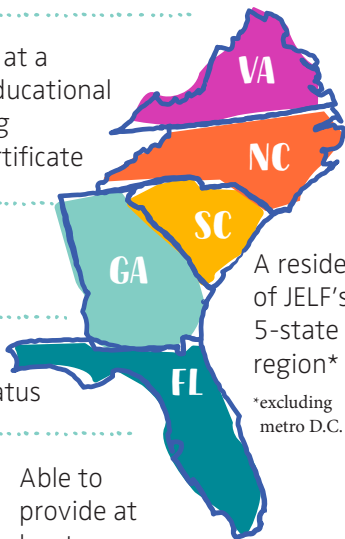 at a
ducational
g
rtificate
VA
NC
SC
GA
A reside
of JELF's
5-state
region*
*excluding
metro D.C.
FL
atus
Able to
provide at